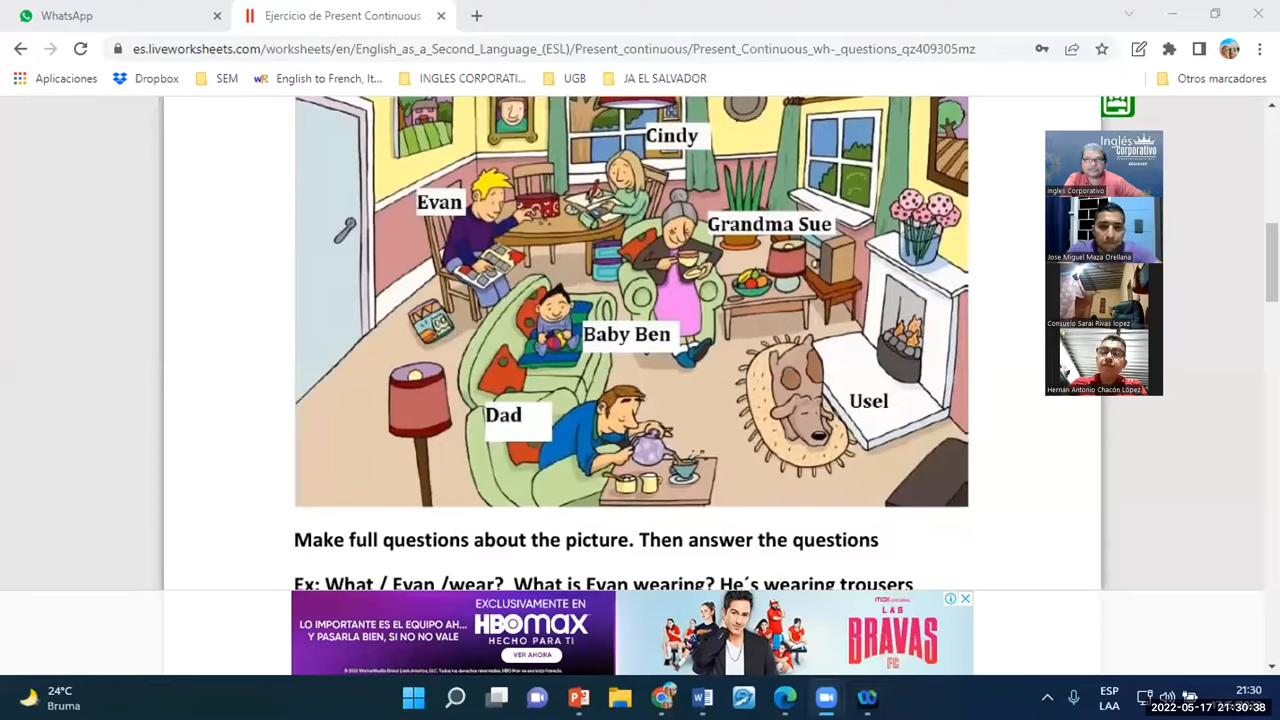 WhatsApp
Ejercicio de Present Continuous
es.liveworksheets.com/worksheets/en/English_as_a_Second_Language_(ESL)/Present_continuous/Present_Continuous_wh-_questions_qz409305mz
Aplicaciones
Dropbox
SEM
English to French, It...
INGLES CORPORATI...
UGB
JA EL SALVADOR
Otros marcadores
Cindy
Evan
Grandma Sue
Baby Ben
Dad
Usel
Inglés
Corporativo
BEGINNER
Ingles Corporativo
Jose Miguel Maza Orellana
Consuelo Sarai Rivas lopez
Hernán Antonio Chacón López
Make full questions about the picture. Then answer the questions
Ex: What / Evan /wear? What is Evan wearing? He´s wearing trousers
LO IMPORTANTE ES EL EQUIPO AH...
Y PASARLA BIEN, SI NO NO VALE
EXCLUSIVAMENTE EN
HBOMAX
HECHO PARA TI
VER AHORA
max
LAS
BRAVAS
FC
24°C
Bruma
ESP
LAA
21:30
2022-05-17 21:30:38